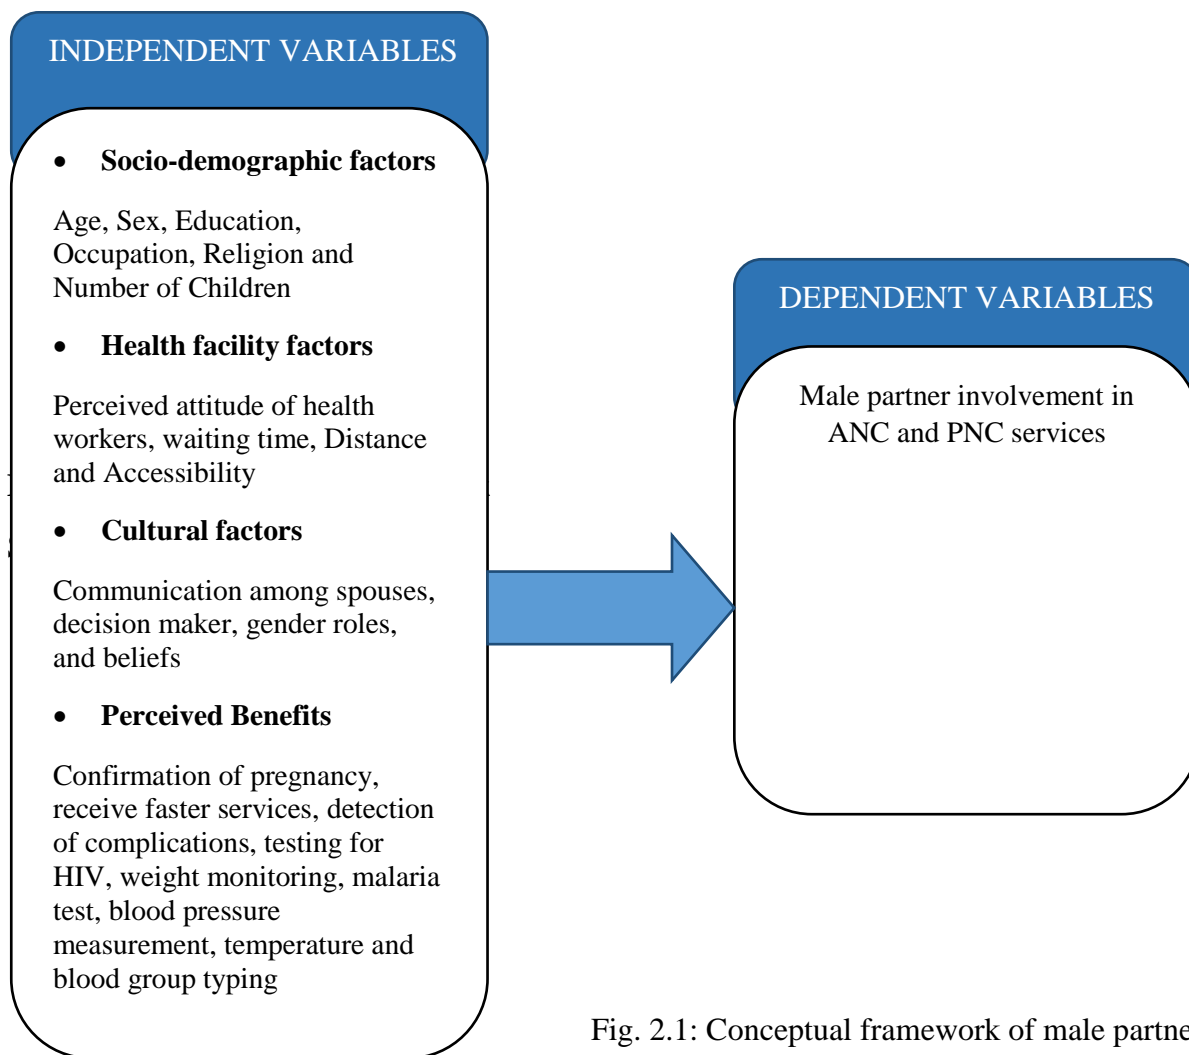 INDEPENDENT VARIABLES
• Socio-demographic factors
Age, Sex, Education,
Occupation, Religion and
Number of Children
• Health facility factors
Perceived attitude of health
workers, waiting time, Distance
and Accessibility
• Cultural factors
Communication among spouses,
decision maker, gender roles,
and beliefs
• Perceived Benefits
Confirmation of pregnancy,
receive faster services, detection
of complications, testing for
HIV, weight monitoring, malaria
test, blood pressure
measurement, temperature and
blood group typing
DEPENDENT VARIABLES
Male partner involvement in
ANC and PNC services
Fig. 2.1: Conceptual framework of male partne